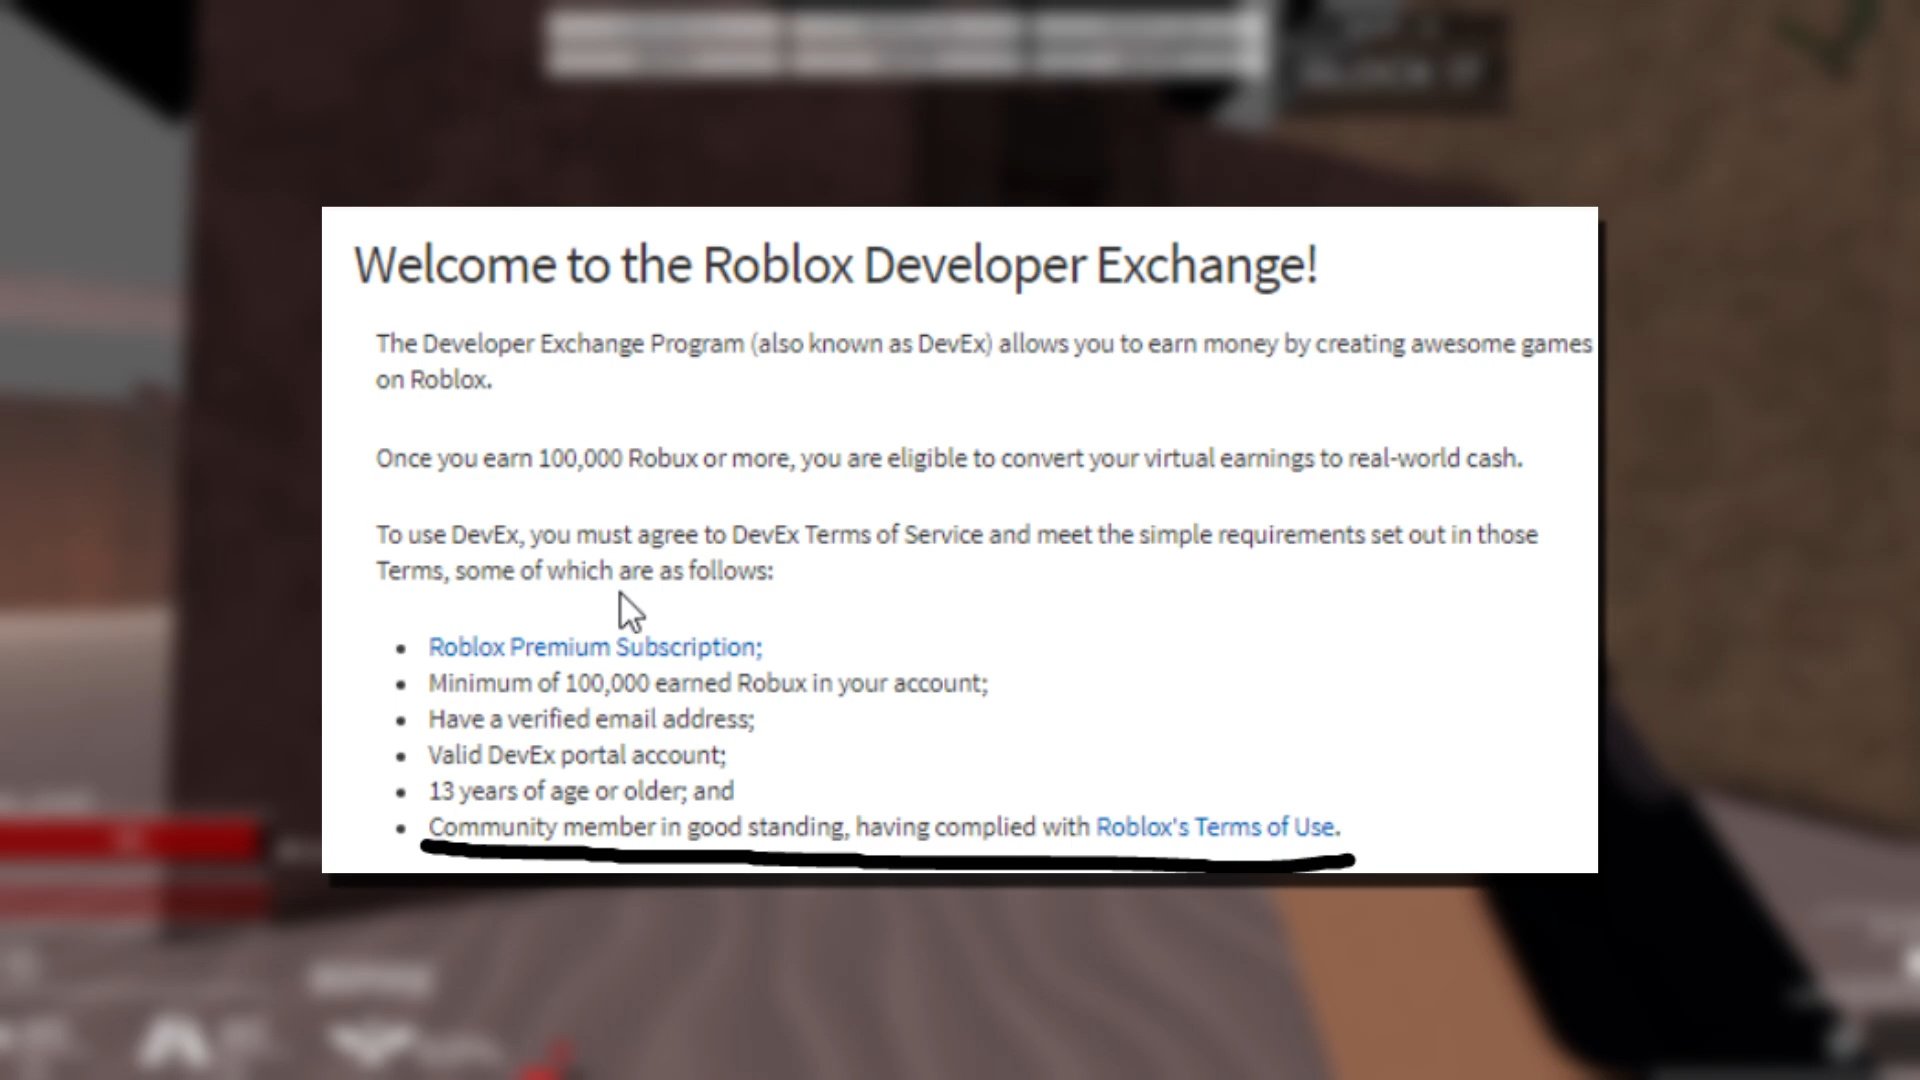 Welcome to the Roblox Developer Exchange!
The Developer Exchange Program (also known as DevEx) allows you to earn money by creating awesome games
on Roblox.
Once you earn 100,000 Robux or more, you are eligible to convert your virtual earnings to real-world cash.
To use DevEx, you must agree to DevEx Terms of Service and meet the simple requirements set out in those
Terms, some of which are as follows:
• Roblox Premium Subscription;
• Minimum of 100,000 earned Robux in your account;
• Have a verified email address;
• Valid DevEx portal account;
• 13 years of age or older; and
• Community member in good standing, having complied with Roblox's Terms of Use.